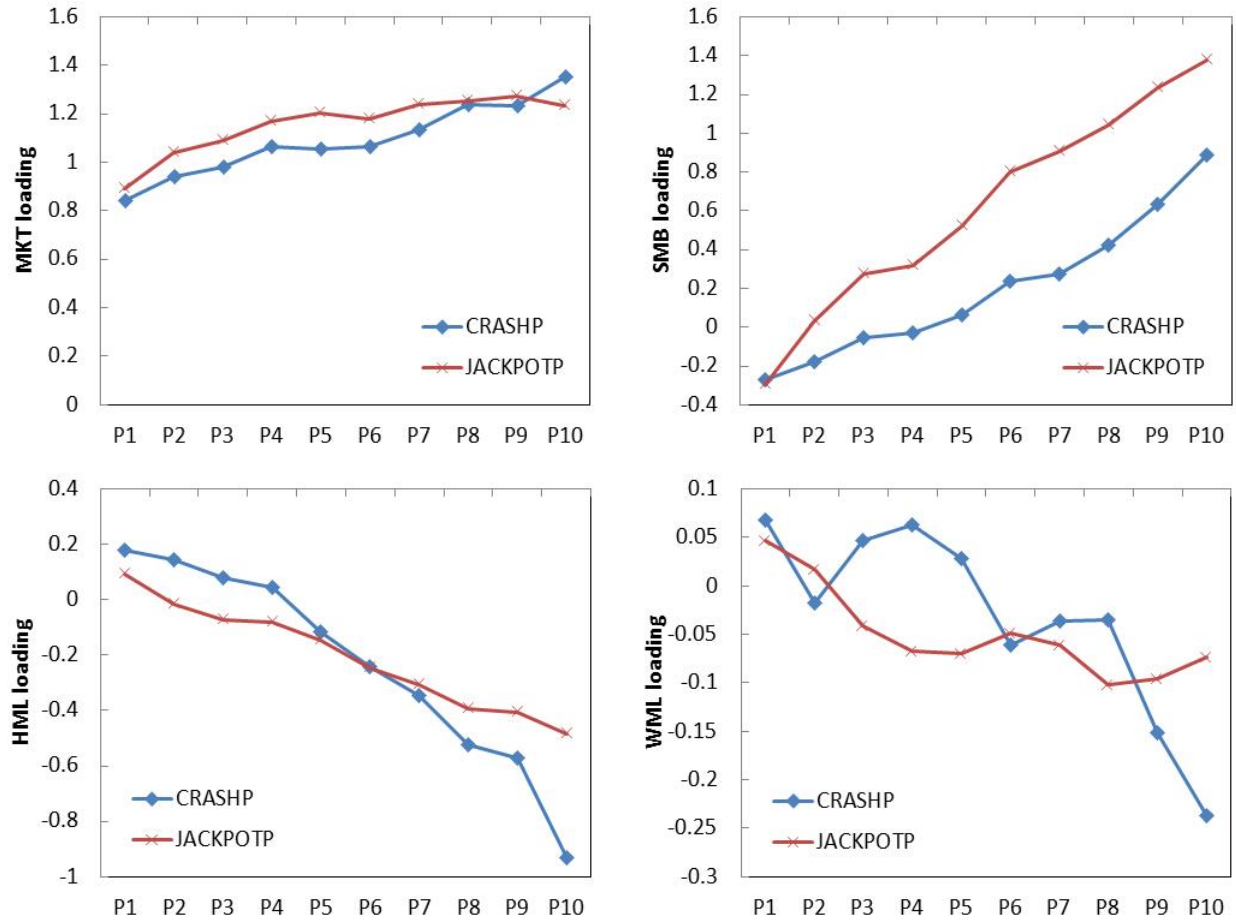 MKT loading
1.6
1.4
1.2
1
0.8
0.6
0.4
0.2
0
CRASHP
JACKPOTP
P1 P2 P3 P4 P5 P6 P7 P8 P9 P10
SMB loading
1.6
1.4
1.2
1
0.8
0.6
0.4
0.2
0
-0.2
-0.4
CRASHP
JACKPOTP
P1 P2 P3 P4 P5 P6 P7 P8 P9 P10
HML loading
0.4
0.2
0
-0.2
-0.4
-0.6
-0.8
-1
CRASHP
JACKPOTP
P1 P2 P3 P4 P5 P6 P7 P8 P9 P10
WML loading
0.1
0.05
0
-0.05
-0.1
-0.15
-0.2
-0.25
-0.3
CRASHP
JACKPOTP
P1 P2 P3 P4 P5 P6 P7 P8 P9 P10